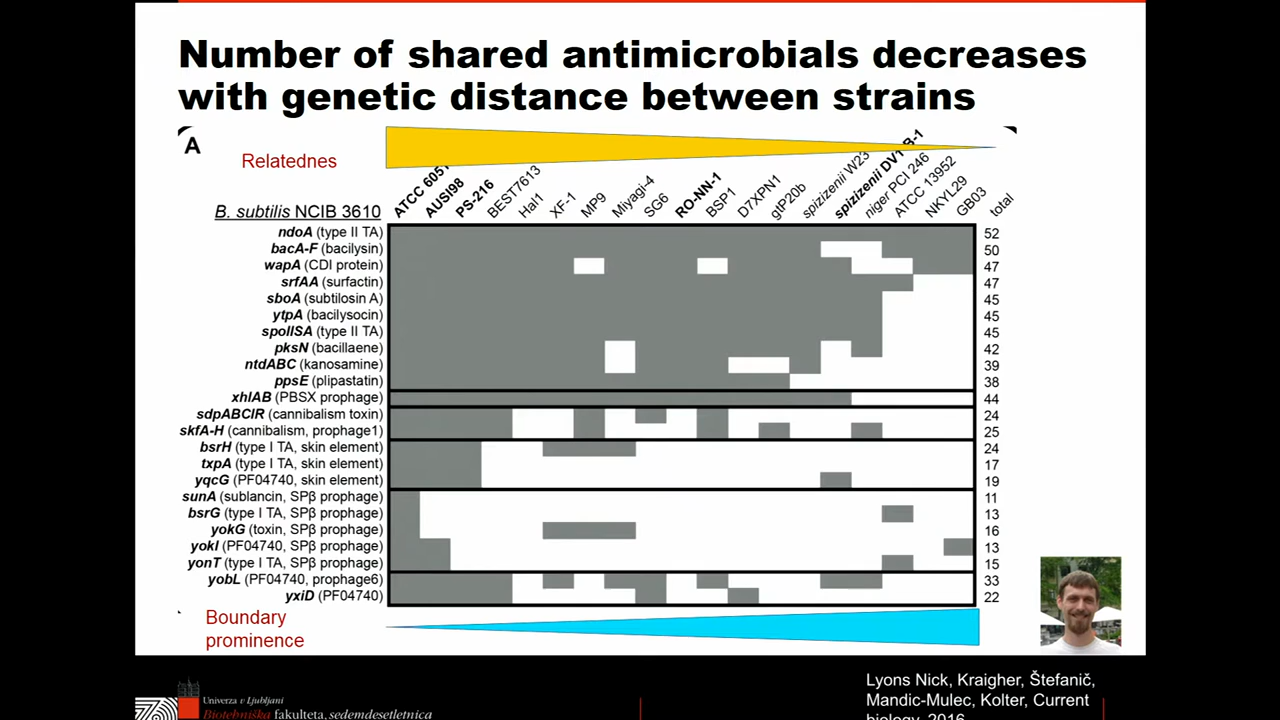 Number of shared antimicrobials decreases
with genetic distance between strains
A
Relatednes
B. subtilis NCIB 3610
ATCC 6051
AUSI98
PS-216
BEST7613
Hal1
XF-1
MP9
Miyagi-4
SG6
RO-NN-1
BSP1
D7XPN1
gtP20b
spizizenii W23
spizizenii B-1
niger PCI 246
ATCC 13952
NKYL29
GB03
total
ndoA (type II TA) 52
bacA-F (bacilysin) 50
wapA (CDI protein) 47
srfAA (surfactin) 47
sboA (subtilosin A) 45
ytpA (bacilysocin) 45
spoIISA (type II TA) 45
pksN (bacillaene) 42
ntdABC (kanosamine) 39
ppsE (plipastatin) 38
xhlAB (PBSX prophage) 44
sdpABCIR (cannibalism toxin) 24
skfA-H (cannibalism, prophage1) 25
bsrH (type I TA, skin element) 24
txpA (type I TA, skin element) 17
yqcG (PF04740, skin element) 19
sunA (sublancin, SPβ prophage) 11
bsrG (type I TA, SPβ prophage) 13
yokG (toxin, SPβ prophage) 16
yokI (PF04740, SPβ prophage) 13
yonT (type I TA, SPβ prophage) 15
yobL (PF04740, prophage6) 33
yxiD (PF04740) 22
Boundary
prominence
Lyons Nick, Kraigher, Štefanič,
Mandic-Mulec, Kolter, Current
biology, 2016
Univerza v Ljubljani
Biotehniška fakulteta, sedemdesetletnica